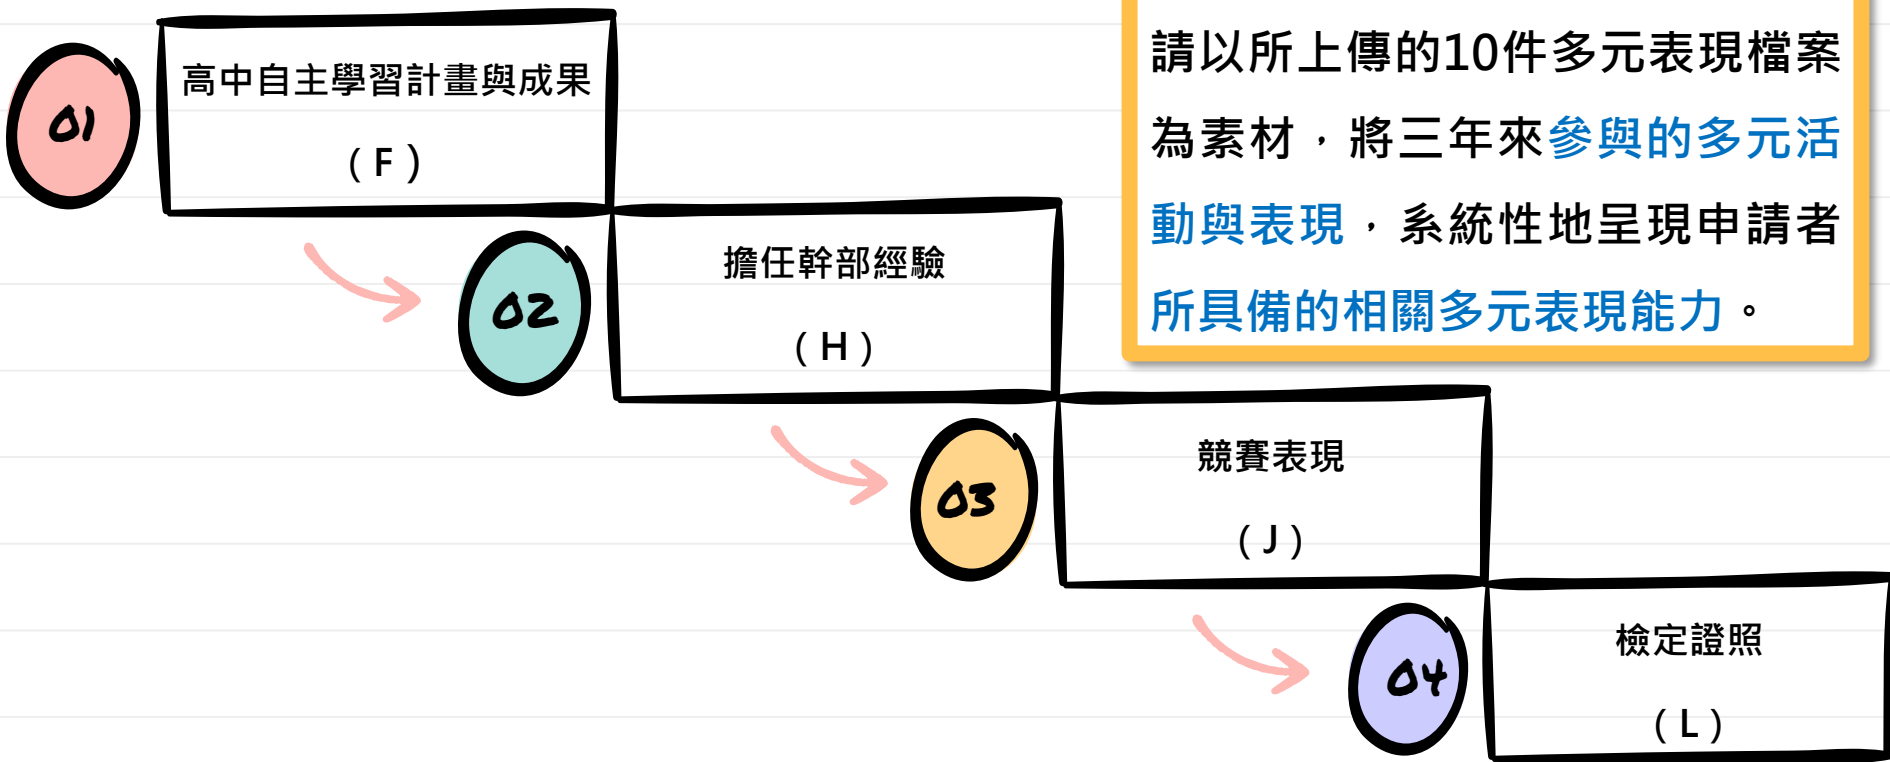 01
高中自主學習計畫與成果
(F)
02
擔任幹部經驗
(H)
03
競賽表現
(J)
04
檢定證照
(L)
請以所上傳的10件多元表現檔案
為素材，將三年來參與的多元活
動與表現，系統性地呈現申請者
所具備的相關多元表現能力。